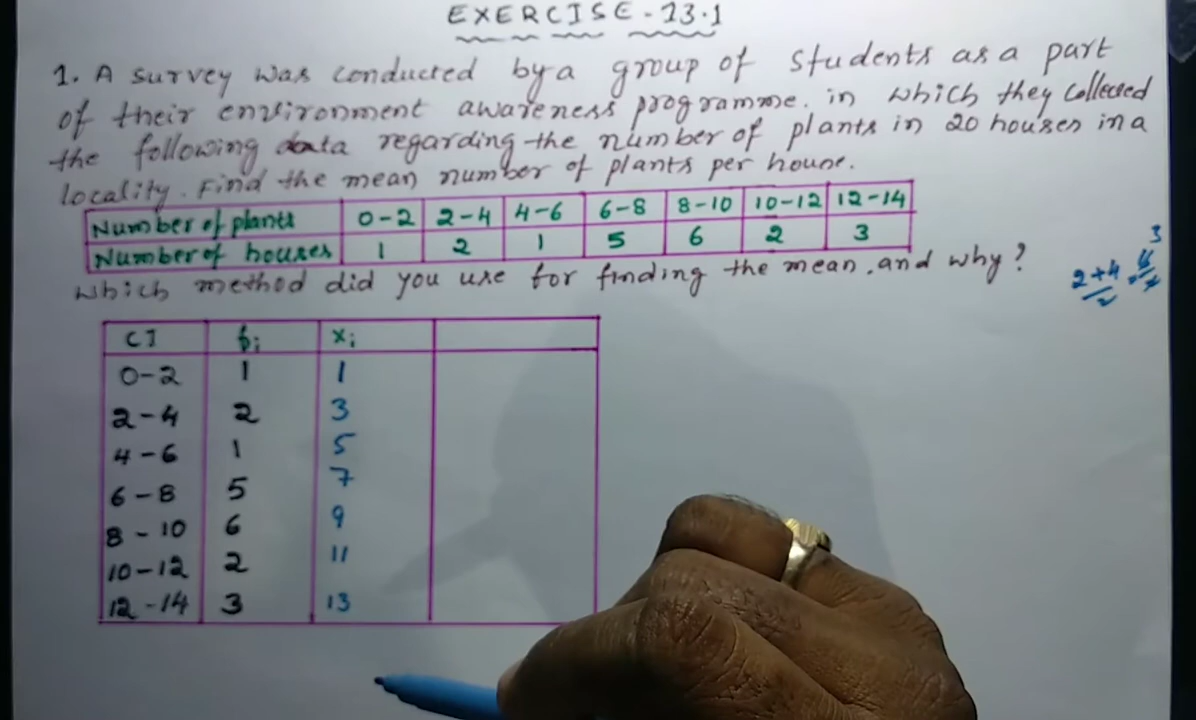 EXERCISE-13.1
1. A survey was conducted by a group of students as a part
of their environment awareness programme. in which they collected
the following data regarding the number of plants in 20 houses in a
locality. Find the mean number of plants per house.
Number of plants 0-2 2-4 4-6 6-8 8-10 10-12 12-14
Number of houses 1 2 1 5 6 2 3
which method did you use for finding the mean, and why?
3
2+4
2
CI fi xi
0-2 1 1
2-4 2 3
4-6 1 5
6-8 5 7
8-10 6 9
10-12 2 11
12-14 3 13